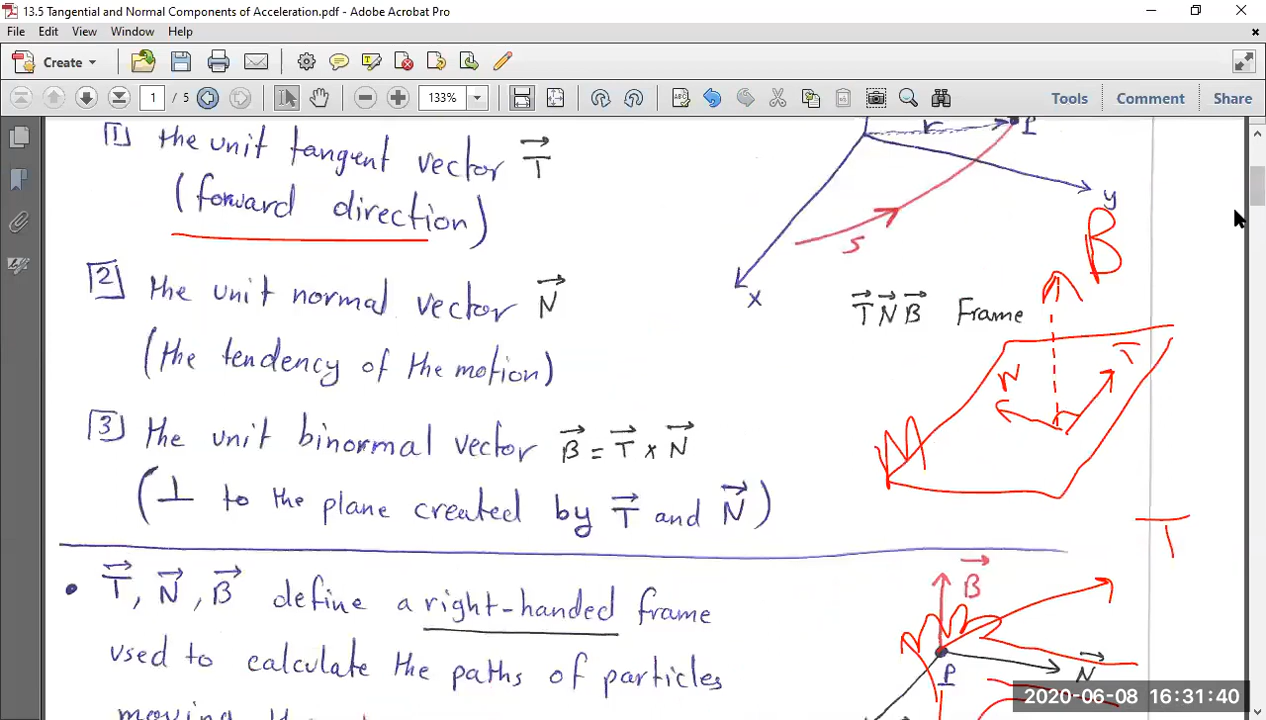 13.5 Tangential and Normal Components of Acceleration.pdf - Adobe Acrobat Pro
File Edit View Window Help
Create
1 / 5 133% Tools Comment Share
[1] the unit tangent vector T
(forward direction)
r P
y
S
x
[2] the unit normal vector N
(the tendency of the motion)
T N B Frame
B
N T
[3] the unit binormal vector B = T x N
(⊥ to the plane created by T and N)
T
• T, N, B define a right-handed frame
used to calculate the paths of particles
B
P
N
2020-06-08 16:31:40